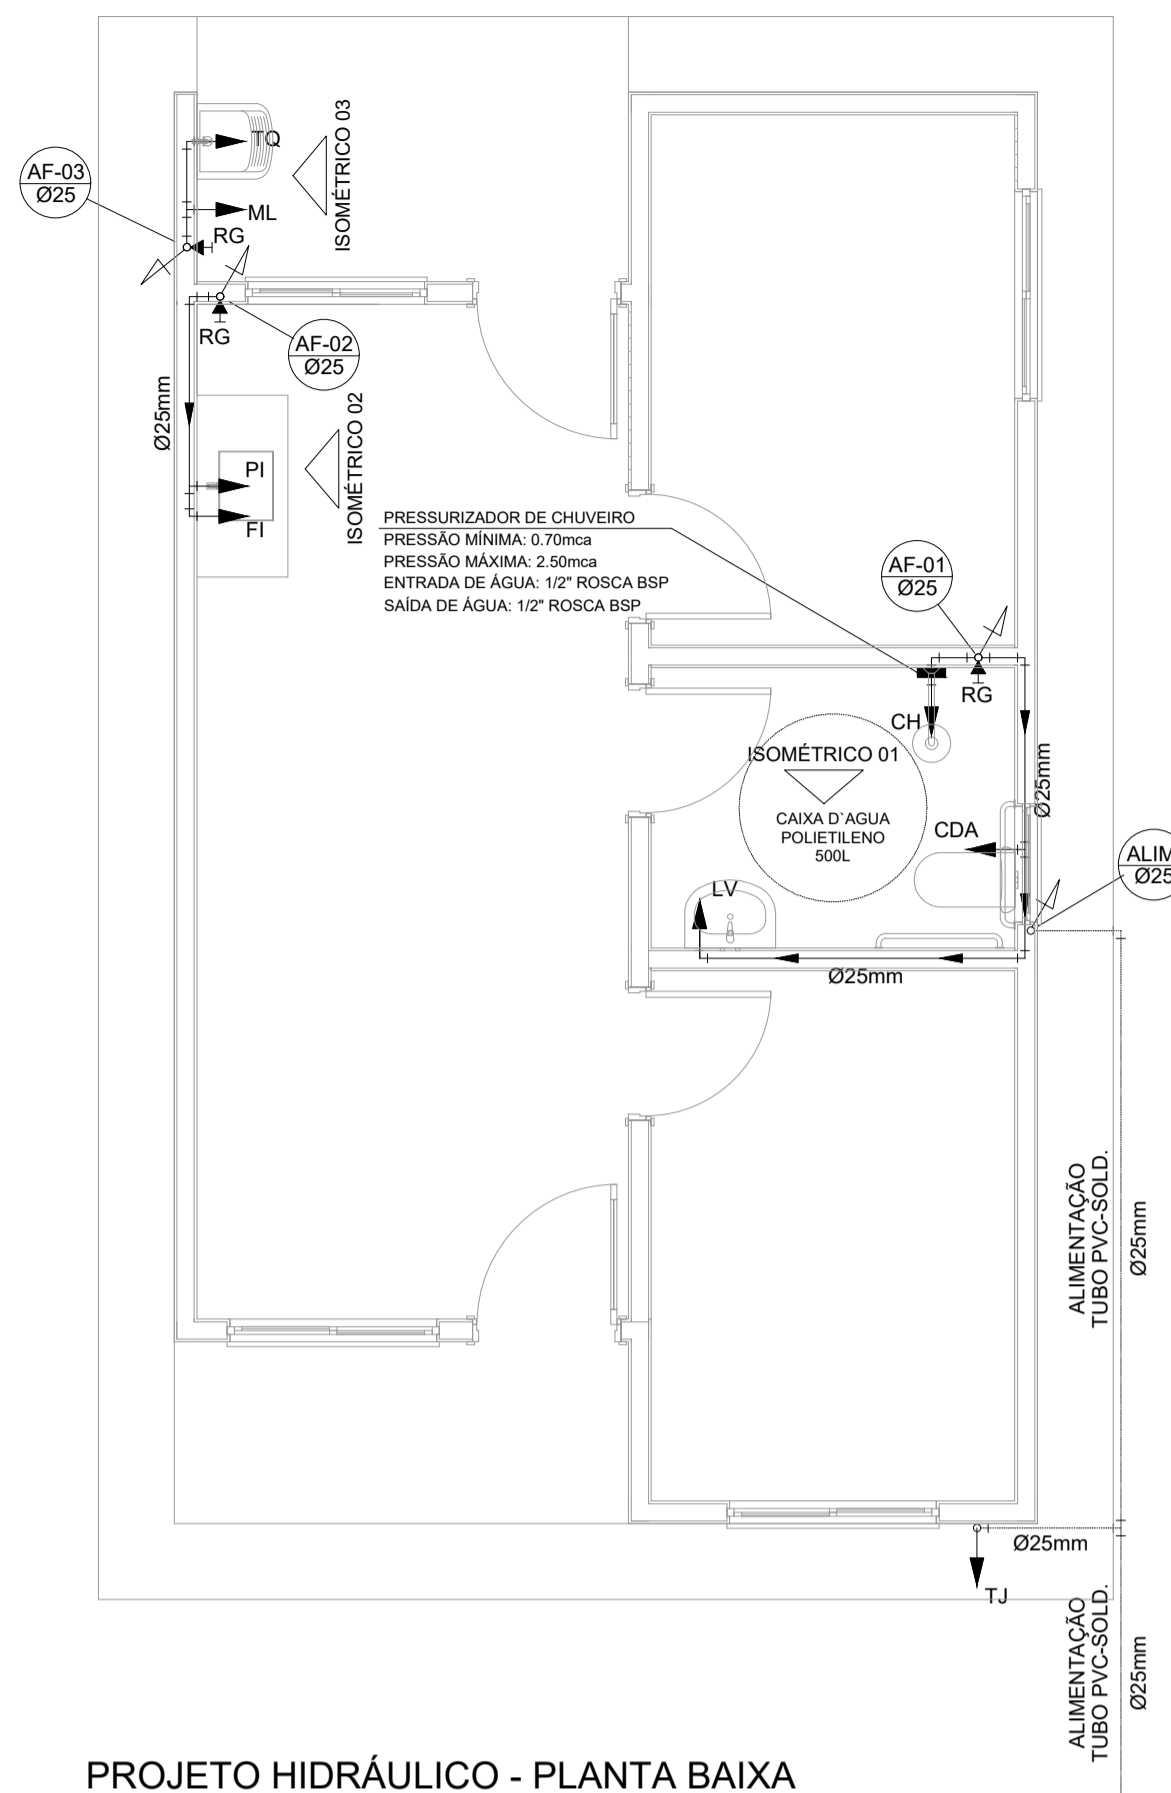 TQ
ISOMÉTRICO 03
AF-03
Ø25
ML
RG
RG
AF-02
Ø25
Ø25mm
ISOMÉTRICO 02
PI
FI
PRESSURIZADOR DE CHUVEIRO
PRESSÃO MÍNIMA: 0.70mca
PRESSÃO MÁXIMA: 2.50mca
ENTRADA DE ÁGUA: 1/2" ROSCA BSP
SAÍDA DE ÁGUA: 1/2" ROSCA BSP
AF-01
Ø25
RG
CH
ISOMÉTRICO 01
CAIXA D`AGUA
POLIETILENO
500L
Ø25mm
CDA
ALIM
Ø25
LV
Ø25mm
ALIMENTAÇÃO
TUBO PVC-SOLD.
Ø25mm
Ø25mm
TJ
ALIMENTAÇÃO
TUBO PVC-SOLD.
Ø25mm
PROJETO HIDRÁULICO - PLANTA BAIXA